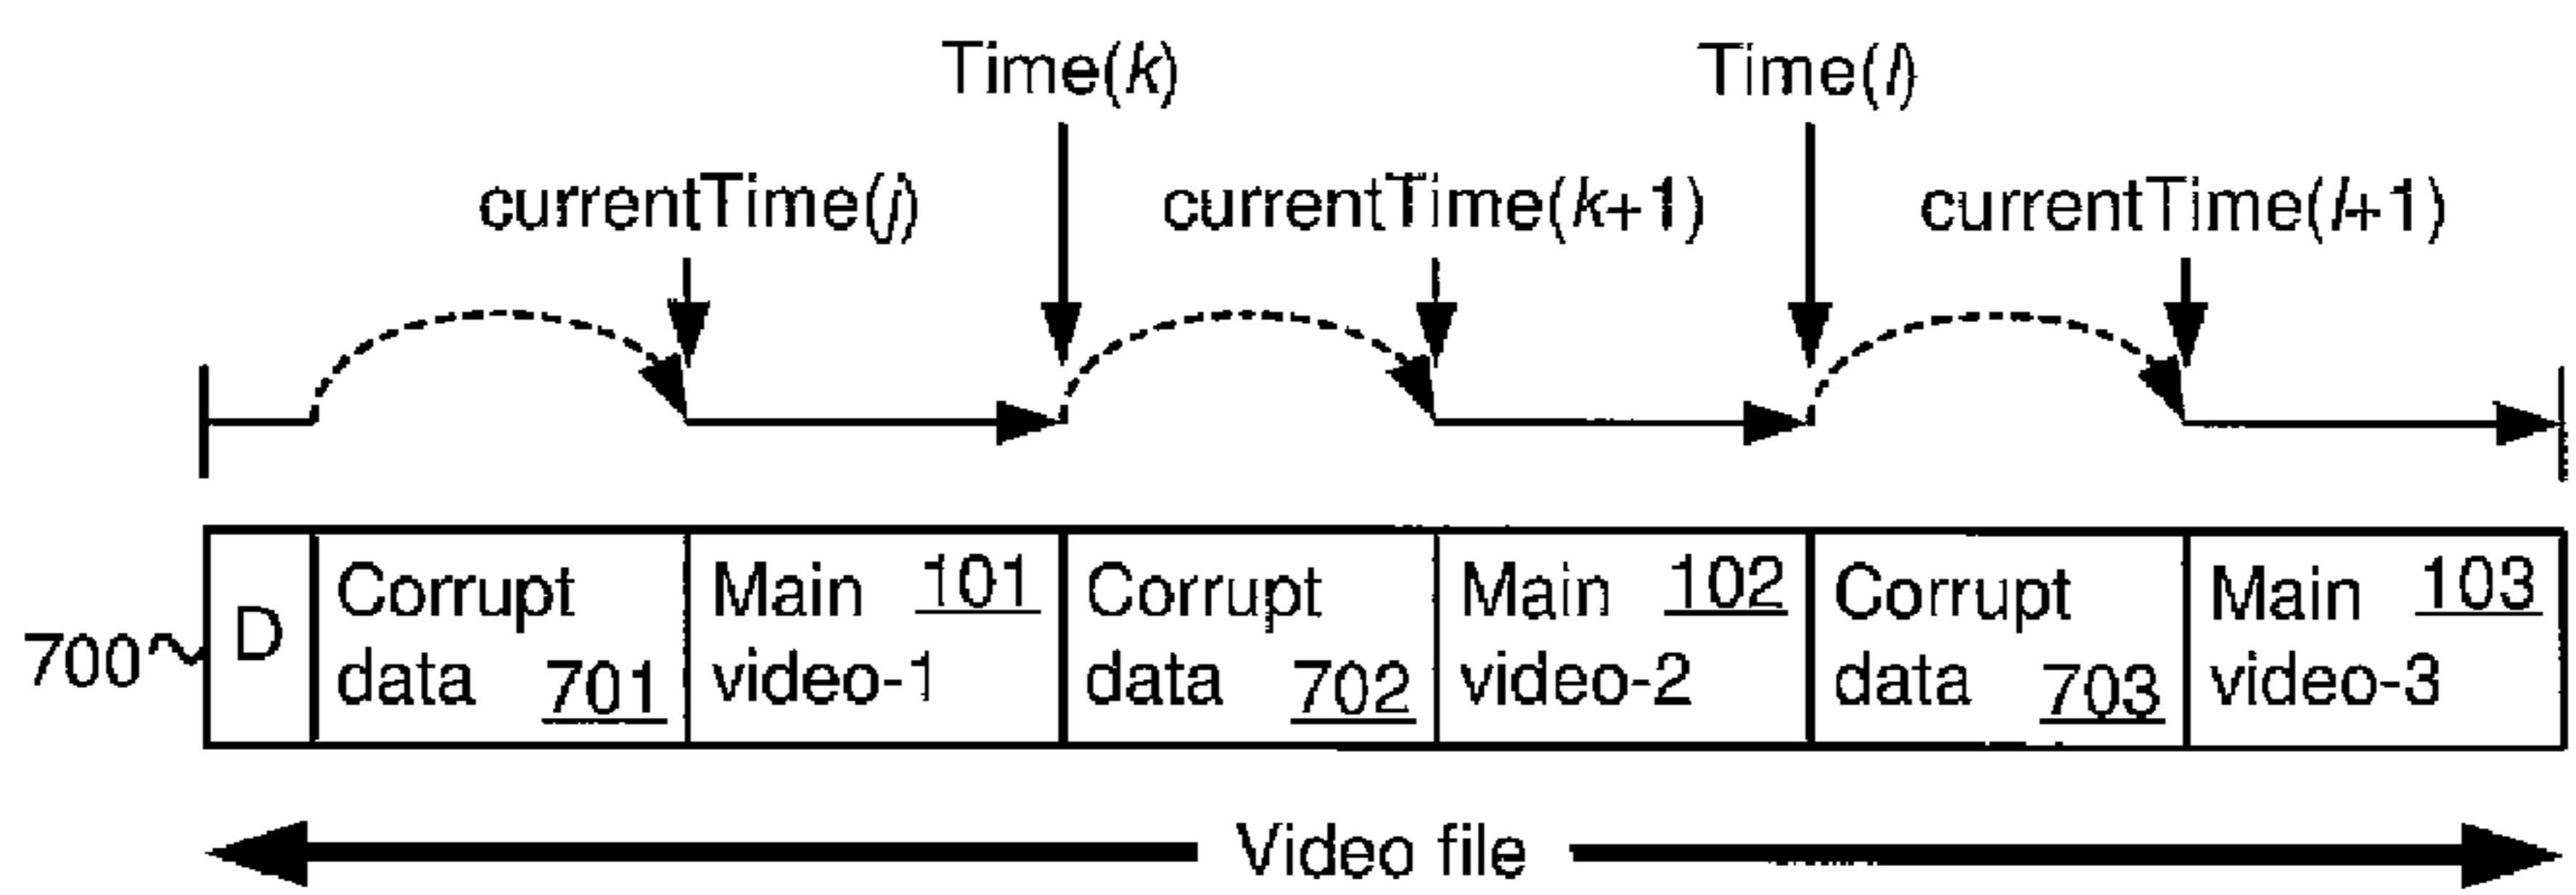 Time(k) Time(l)
currentTime(j) currentTime(k+1) currentTime(l+1)
700 D Corrupt data 701 Main video-1 101 Corrupt data 702 Main video-2 102 Corrupt data 703 Main video-3 103
Video file